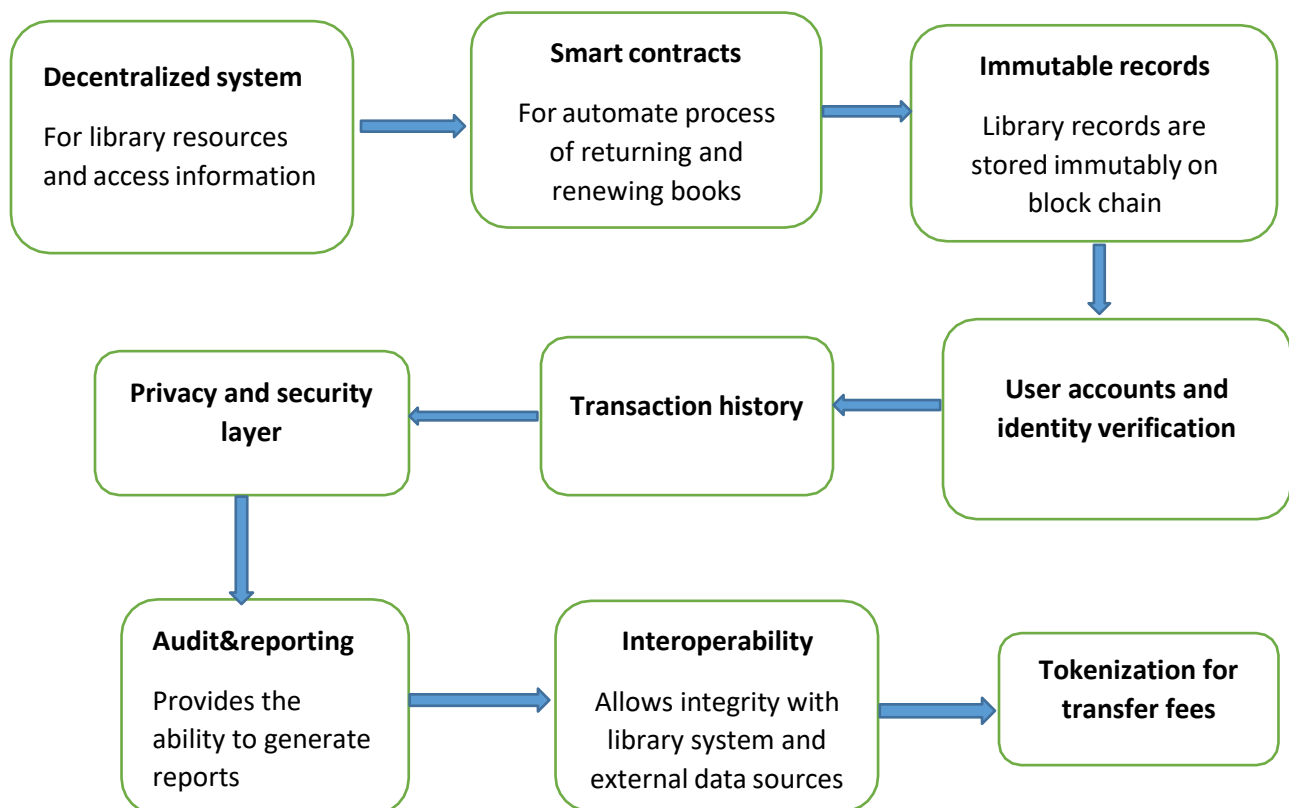 Decentralized system
For library resources
and access information
Smart contracts
For automate process
of returning and
renewing books
Immutable records
Library records are
stored immutably on
block chain
User accounts and
identity verification
Transaction history
Privacy and security
layer
Audit&reporting
Provides the
ability to generate
reports
Interoperability
Allows integrity with
library system and
external data sources
Tokenization for
transfer fees